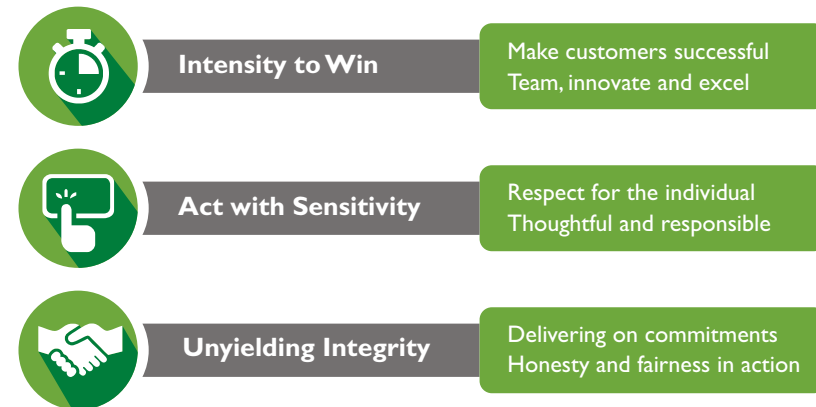 Intensity to Win
Make customers successful
Team, innovate and excel
Act with Sensitivity
Respect for the individual
Thoughtful and responsible
Unyielding Integrity
Delivering on commitments
Honesty and fairness in action